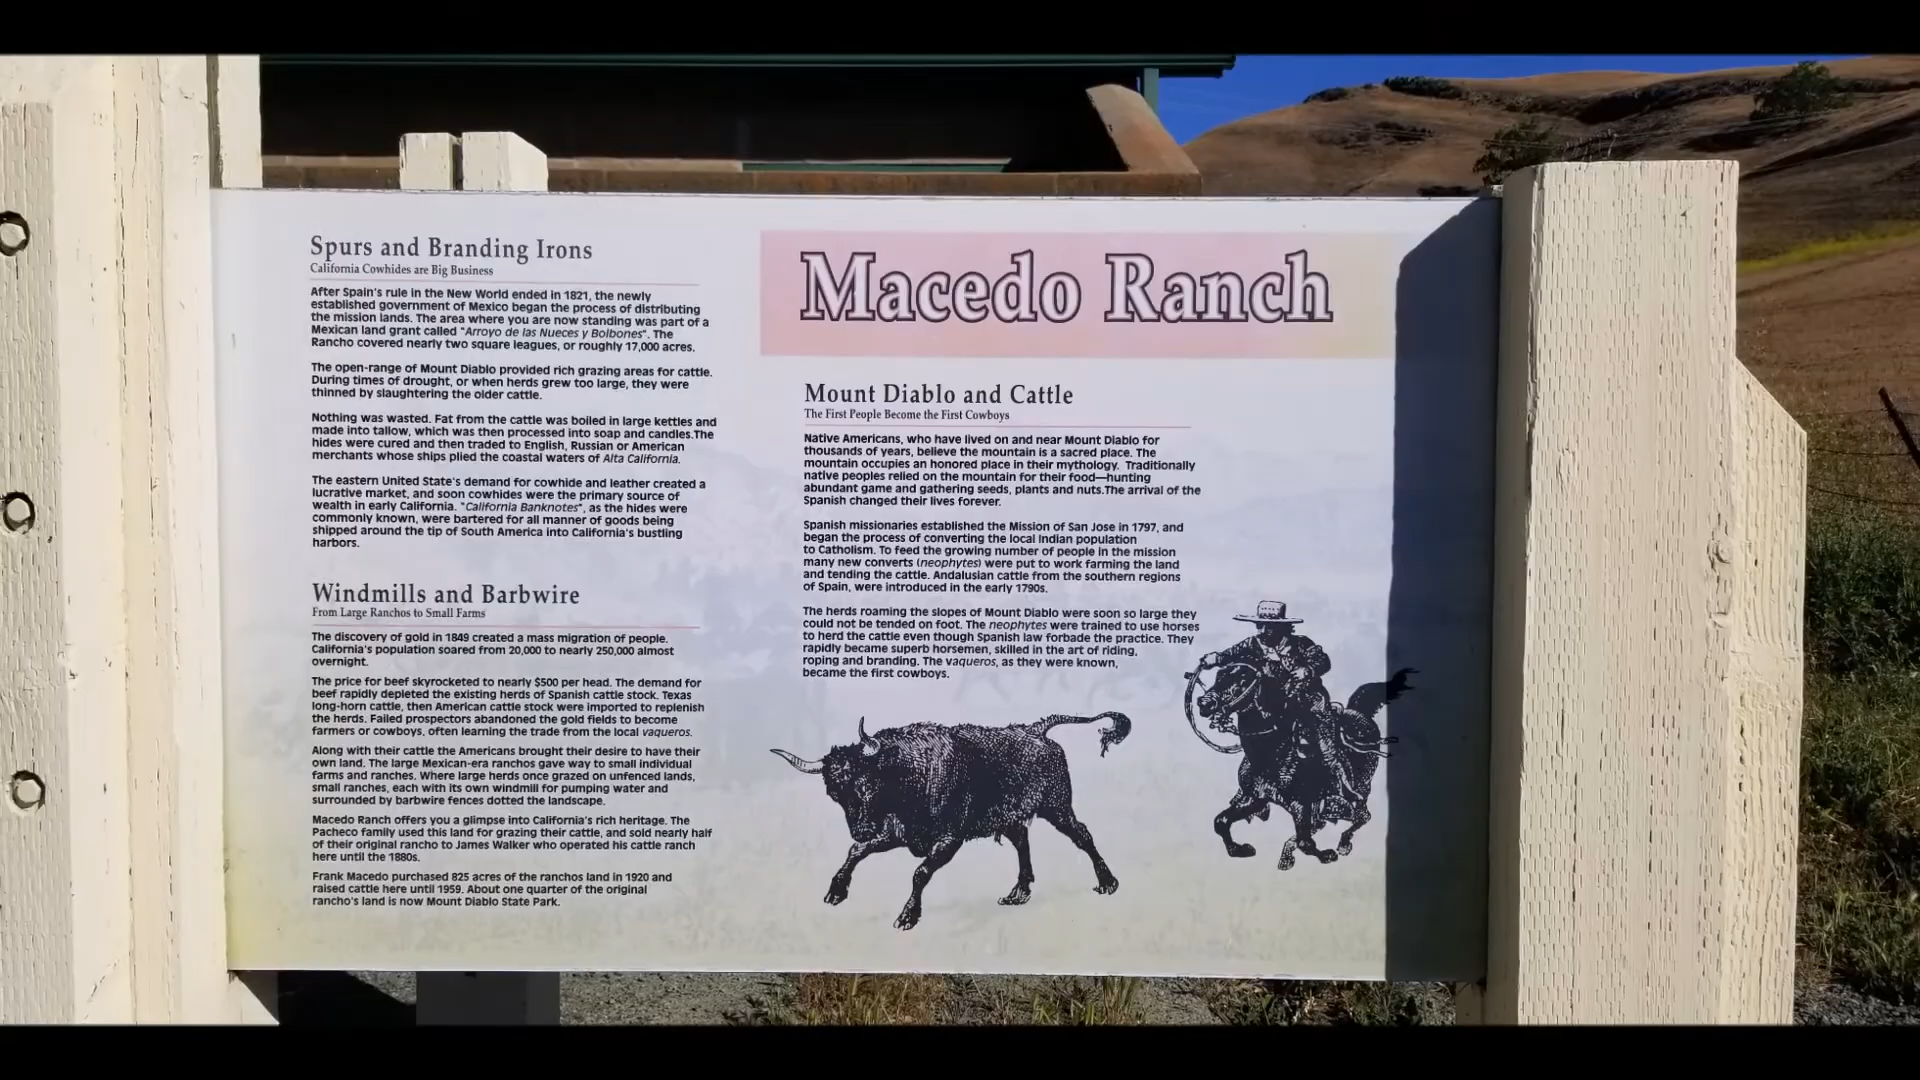 Macedo Ranch
Spurs and Branding Irons
California Cowhides are Big Business
After Spain's rule in the New World ended in 1821, the newly
established government of Mexico began the process of distributing
the mission lands. The area where you are now standing was part of a
Mexican land grant called "Arroyo de las Nueces y Bolbones". The
Rancho covered nearly two square leagues, or roughly 17,000 acres.
The open-range of Mount Diablo provided rich grazing areas for cattle.
During times of drought, or when herds grew too large, they were
thinned by slaughtering the older cattle.
Nothing was wasted. Fat from the cattle was boiled in large kettles and
made into tallow, which was then processed into soap and candles.The
hides were cured and then traded to English, Russian or American
merchants whose ships plied the coastal waters of Alta California.
The eastern United State's demand for cowhide and leather created a
lucrative market, and soon cowhides were the primary source of
wealth in early California. "California Banknotes", as the hides were
commonly known, were bartered for all manner of goods being
shipped around the tip of South America into California's bustling
harbors.
Windmills and Barbwire
From Large Ranchos to Small Farms
The discovery of gold in 1849 created a mass migration of people.
California's population soared from 20,000 to nearly 250,000 almost
overnight.
The price for beef skyrocketed to nearly $500 per head. The demand for
beef rapidly depleted the existing herds of Spanish cattle stock. Texas
long-horn cattle, then American cattle stock were imported to replenish
the herds. Failed prospectors abandoned the gold fields to become
farmers or cowboys, often learning the trade from the local vaqueros.
Along with their cattle the Americans brought their desire to have their
own land. The large Mexican-era ranchos gave way to small individual
farms and ranches. Where large herds once grazed on unfenced lands,
small ranches, each with its own windmill for pumping water and
surrounded by barbwire fences dotted the landscape.
Macedo Ranch offers you a glimpse into California's rich heritage. The
Pacheco family used this land for grazing their cattle, and sold nearly half
of their original rancho to James Walker who operated his cattle ranch
here until the 1880s.
Frank Macedo purchased 825 acres of the ranchos land in 1920 and
raised cattle here until 1959. About one quarter of the original
rancho's land is now Mount Diablo State Park.
Mount Diablo and Cattle
The First People Become the First Cowboys
Native Americans, who have lived on and near Mount Diablo for
thousands of years, believe the mountain is a sacred place. The
mountain occupies an honored place in their mythology. Traditionally
native peoples relied on the mountain for their food—hunting
abundant game and gathering seeds, plants and nuts.The arrival of the
Spanish changed their lives forever.
Spanish missionaries established the Mission of San Jose in 1797, and
began the process of converting the local Indian population
to Catholism. To feed the growing number of people in the mission
many new converts (neophytes) were put to work farming the land
and tending the cattle. Andalusian cattle from the southern regions
of Spain, were introduced in the early 1790s.
The herds roaming the slopes of Mount Diablo were soon so large they
could not be tended on foot. The neophytes were trained to use horses
to herd the cattle even though Spanish law forbade the practice. They
rapidly became superb horsemen, skilled in the art of riding,
roping and branding. The vaqueros, as they were known,
became the first cowboys.